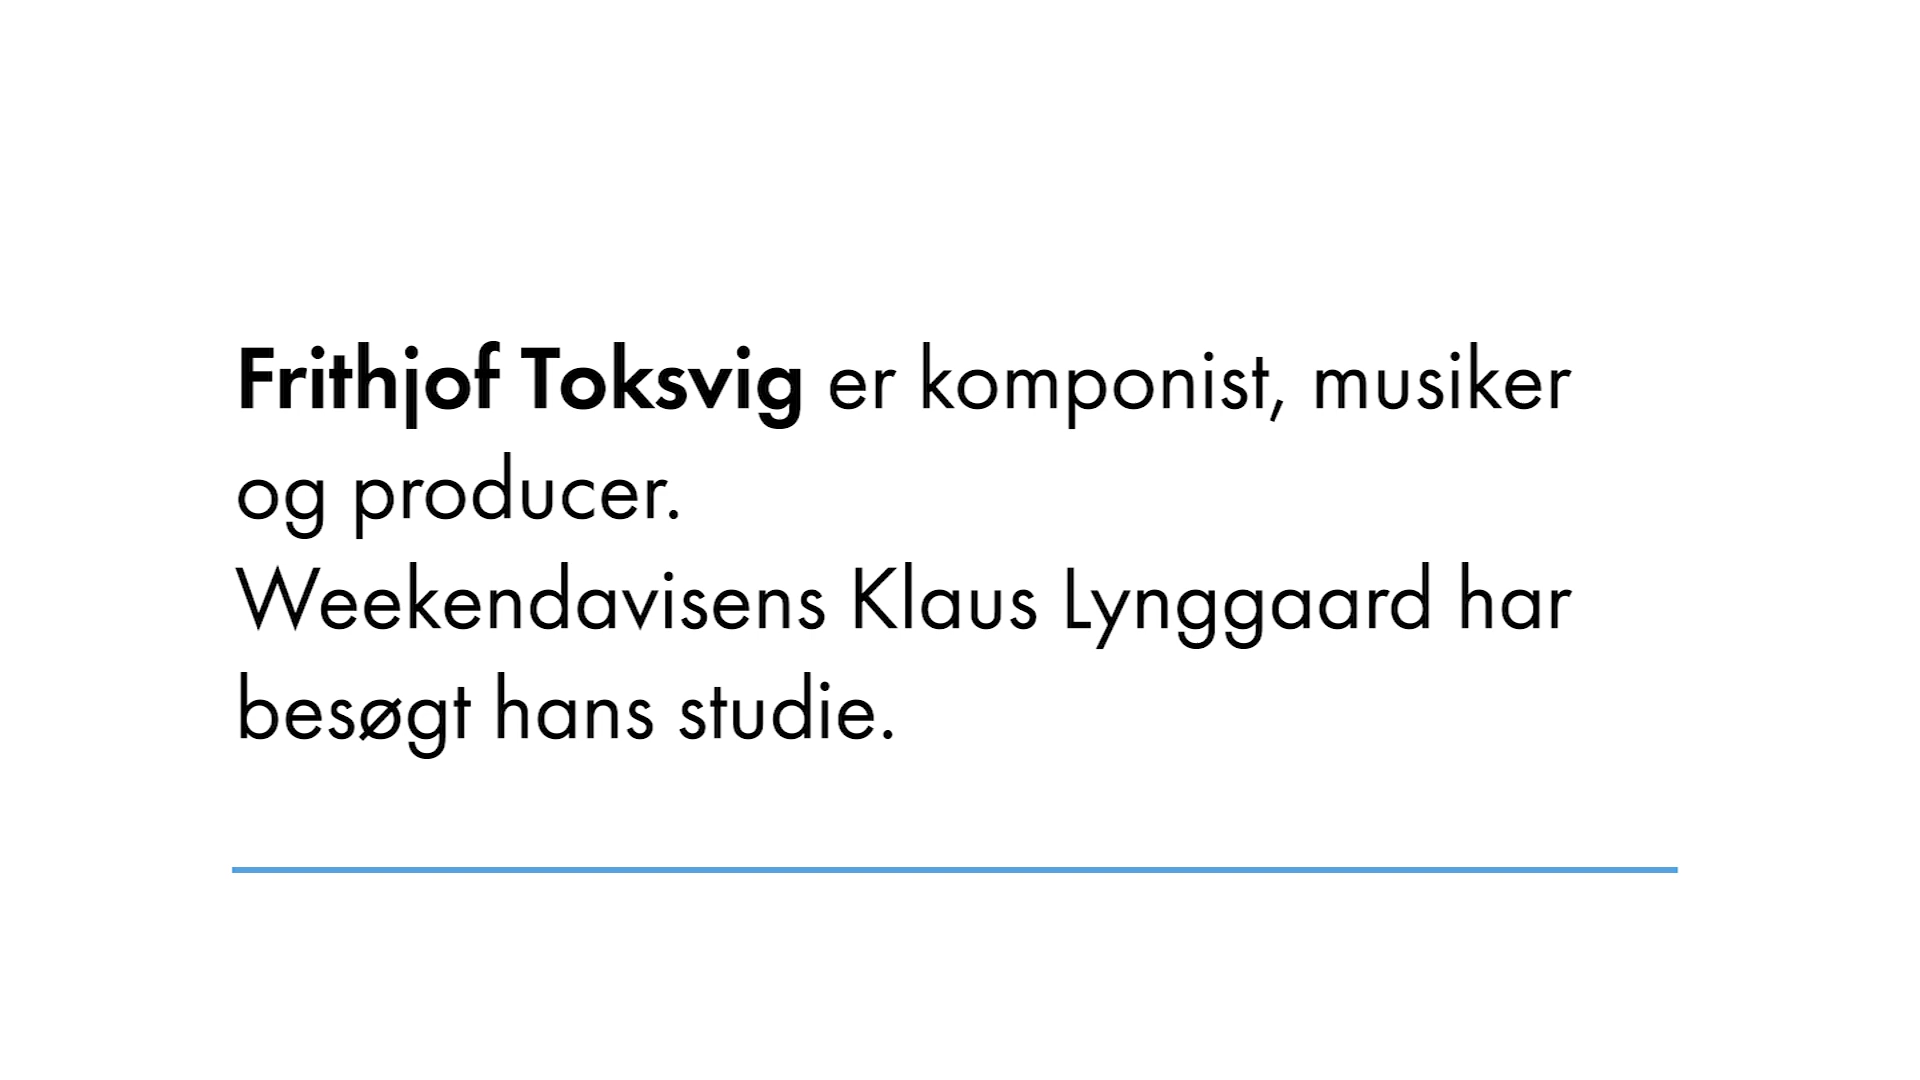 Frithjof Toksvig er komponist, musiker
og producer.
Weekendavisens Klaus Lynggaard har
besøgt hans studie.